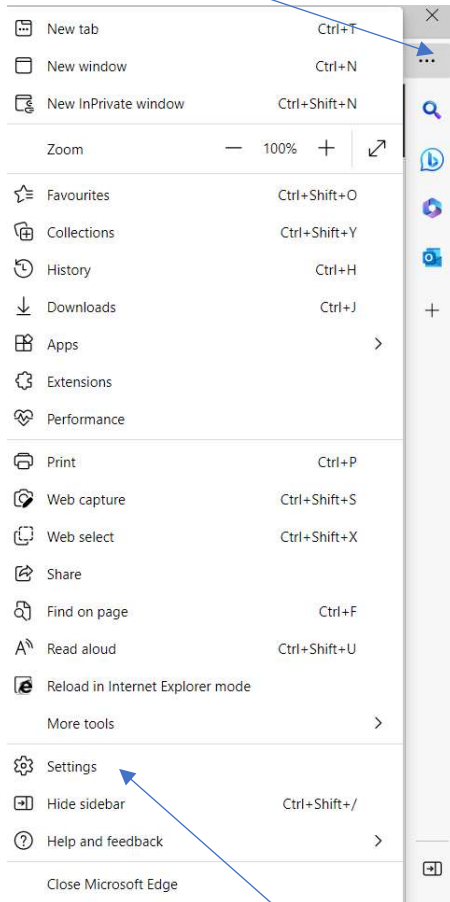 New tab Ctrl+T
New window Ctrl+N
New InPrivate window Ctrl+Shift+N
Zoom — 100% +
Favourites Ctrl+Shift+O
Collections Ctrl+Shift+Y
History Ctrl+H
Downloads Ctrl+J
Apps
Extensions
Performance
Print Ctrl+P
Web capture Ctrl+Shift+S
Web select Ctrl+Shift+X
Share
Find on page Ctrl+F
Read aloud Ctrl+Shift+U
Reload in Internet Explorer mode
More tools
Settings
Hide sidebar Ctrl+Shift+/
Help and feedback
Close Microsoft Edge